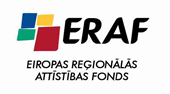 ERAF
EIROPAS REĢIONĀLĀS
ATTĪSTĪBAS FONDS